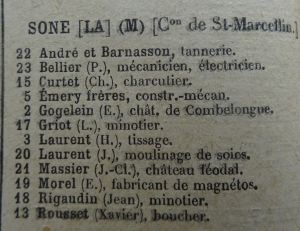 SONE [LA] (M) [Con de St-Marcellin.]
22 André et Barnasson, tannerie.
23 Bellier (P.), mécanicien, électricien.
15 Curtet (Ch.), charcutier.
5 Émery frères, constr.-mécan.
2 Gogelein (E.), chât. de Combelongue.
17 Griot (L.), minotier.
3 Laurent (H.), tissage.
20 Laurent (J.), moulinage de soies.
21 Massier (J.-Cl.), château féodal.
19 Morel (E.), fabricant de magnétos.
18 Rigaudin (Jean), minotier.
13 Rousset (Xavier), boucher.